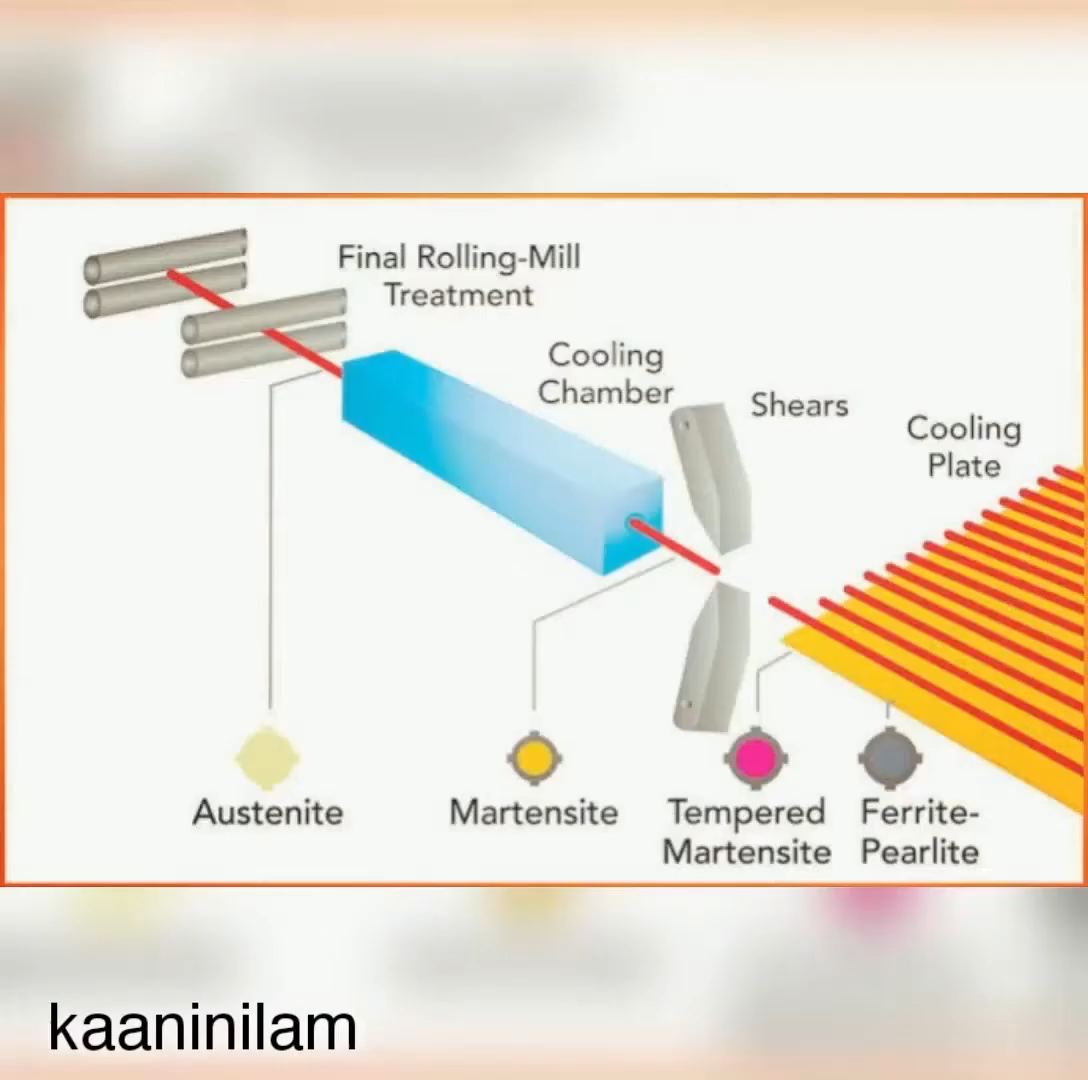 Final Rolling-Mill
Treatment
Cooling
Chamber
Shears
Cooling
Plate
Austenite
Martensite
Tempered
Martensite
Ferrite-
Pearlite
kaaninilam